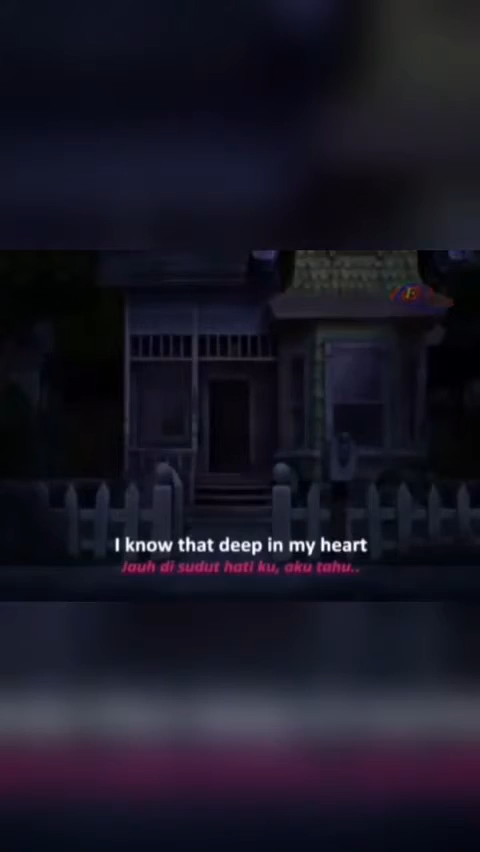 I know that deep in my heart
Jauh di sudut hati ku, aku tahu..